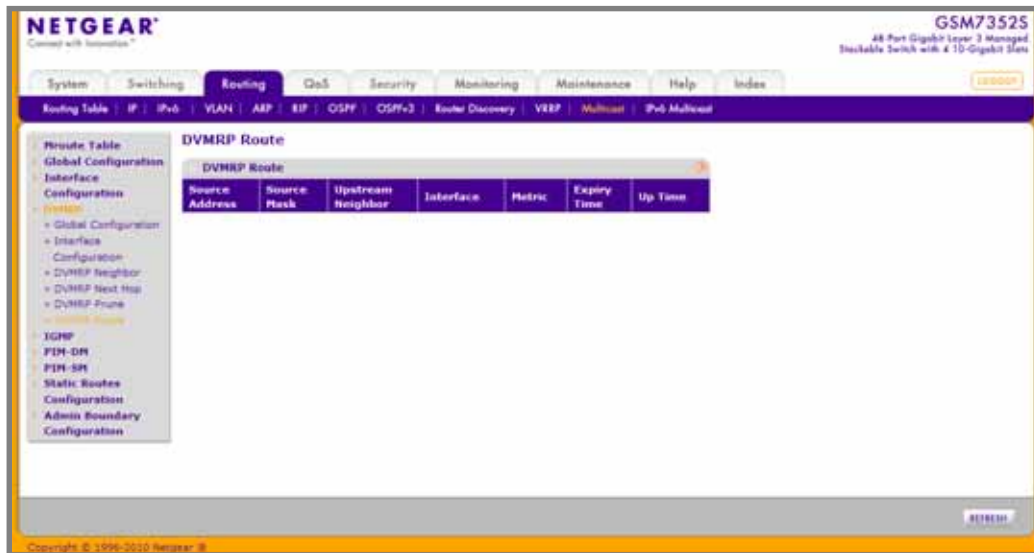 NETGEAR®
Connect with Innovation™
GSM7352S
48-Port Gigabit Layer 3 Managed
Stackable Switch with 4 10-Gigabit Slots
System Switching Routing QoS Security Monitoring Maintenance Help Index
LOGOUT
Routing Table | IP | IPv6 | VLAN | ARP | RIP | OSPF | OSPFv3 | Router Discovery | VRRP | Multicast | IPv6 Multicast
Mroute Table
Global Configuration
Interface
Configuration
DVMRP
» Global Configuration
» Interface
Configuration
» DVMRP Neighbor
» DVMRP Next Hop
» DVMRP Prune
» DVMRP Route
IGMP
PIM-DM
PIM-SM
Static Routes
Configuration
Admin Boundary
Configuration
DVMRP Route
DVMRP Route
Source Address Source Mask Upstream Neighbor Interface Metric Expiry Time Up Time
REFRESH
Copyright © 1996-2010 Netgear ®